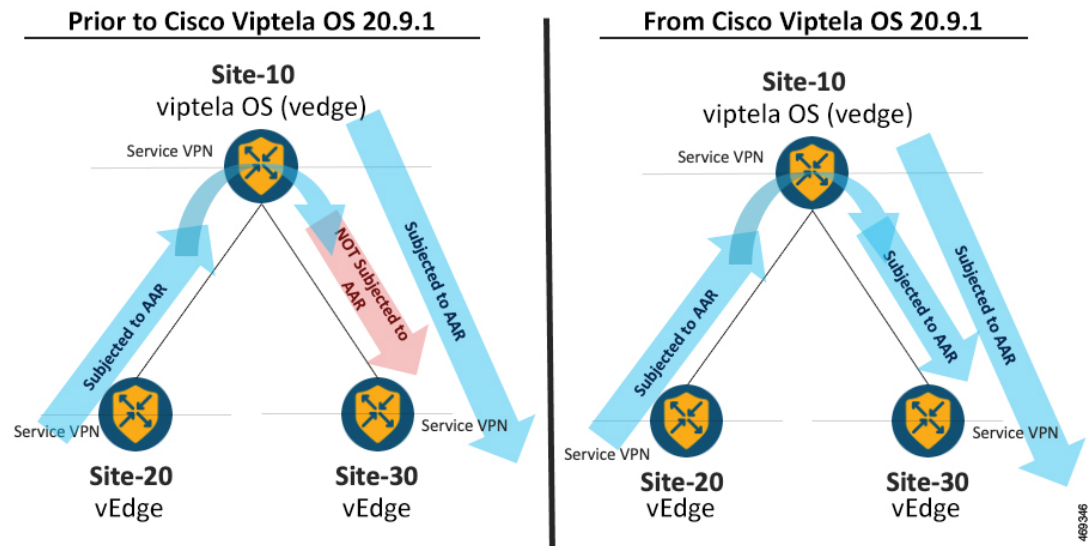 Prior to Cisco Viptela OS 20.9.1
Site-10
viptela OS (vedge)
Service VPN
Subjected to AAR
NOT Subjected to
AAR
Subjected to AAR
Service VPN
Service VPN
Site-20
vEdge
Site-30
vEdge
From Cisco Viptela OS 20.9.1
Site-10
viptela OS (vedge)
Service VPN
Subjected to AAR
Subjected to AAR
Subjected to AAR
Service VPN
Service VPN
Site-20
vEdge
Site-30
vEdge
469346